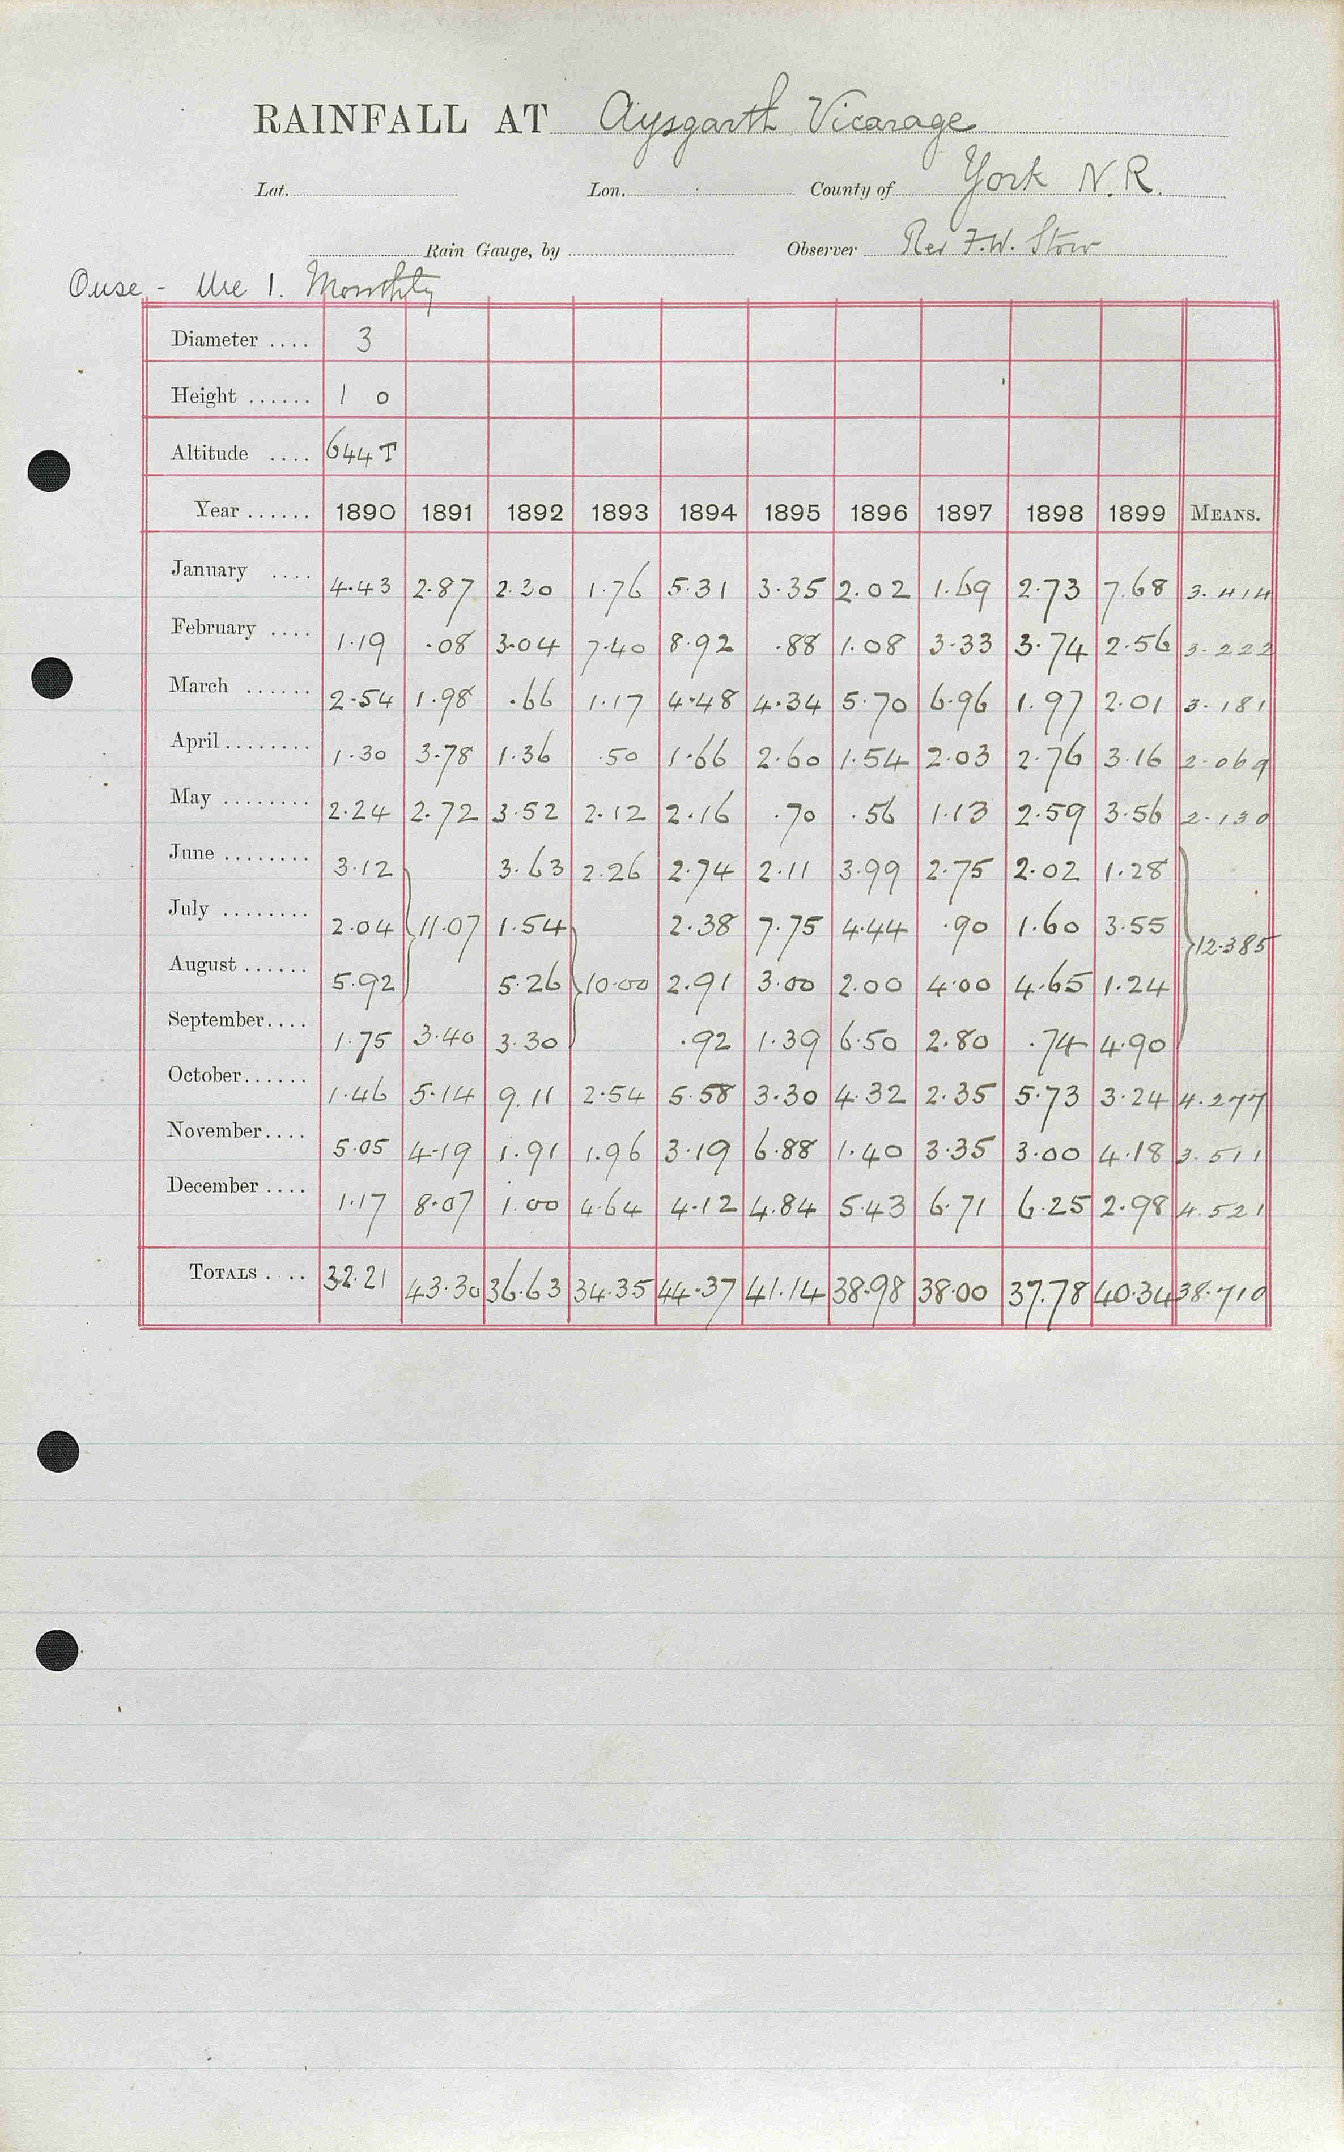 RAINFALL AT Aysgarth Vicarage
Lat. Lon. County of York N.R.
Rain Gauge, by Observer Rev F.W. Stow
Ouse - Ure 1. Monthly
Diameter .... 3
Height ...... 1 0
Altitude .... 644 T
Year ...... 1890 1891 1892 1893 1894 1895 1896 1897 1898 1899 MEANS.
January .... 4.43 2.87 2.30 1.76 5.31 3.35 2.02 1.69 2.73 7.68 3.414
February .... 1.19 .08 3.04 7.40 8.92 .88 1.08 3.33 3.74 2.56 3.222
March ...... 2.54 1.98 .66 1.17 4.48 4.34 5.70 6.96 1.97 2.01 3.181
April ........ 1.30 3.78 1.36 .50 1.66 2.60 1.54 2.03 2.76 3.16 2.069
May ........ 2.24 2.72 3.52 2.12 2.16 .70 .56 1.13 2.59 3.56 2.130
June ........ 3.12 3.63 2.26 2.74 2.11 3.99 2.75 2.02 1.28
July ........ 2.04 11.07 1.54 2.38 7.75 4.44 .90 1.60 3.55 12.385
August ...... 5.92 5.26 10.00 2.91 3.00 2.00 4.00 4.65 1.24
September .... 1.75 3.40 3.30 .92 1.39 6.50 2.80 .74 4.90
October ...... 1.46 5.14 9.11 2.54 5.58 3.30 4.32 2.35 5.73 3.24 4.277
November .... 5.05 4.19 1.91 1.96 3.19 6.88 1.40 3.35 3.00 4.18 3.511
December .... 1.17 8.07 1.00 4.64 4.12 4.84 5.43 6.71 6.25 2.98 4.521
TOTALS .... 32.21 43.30 36.63 34.35 44.37 41.14 38.98 38.00 37.78 40.34 38.710